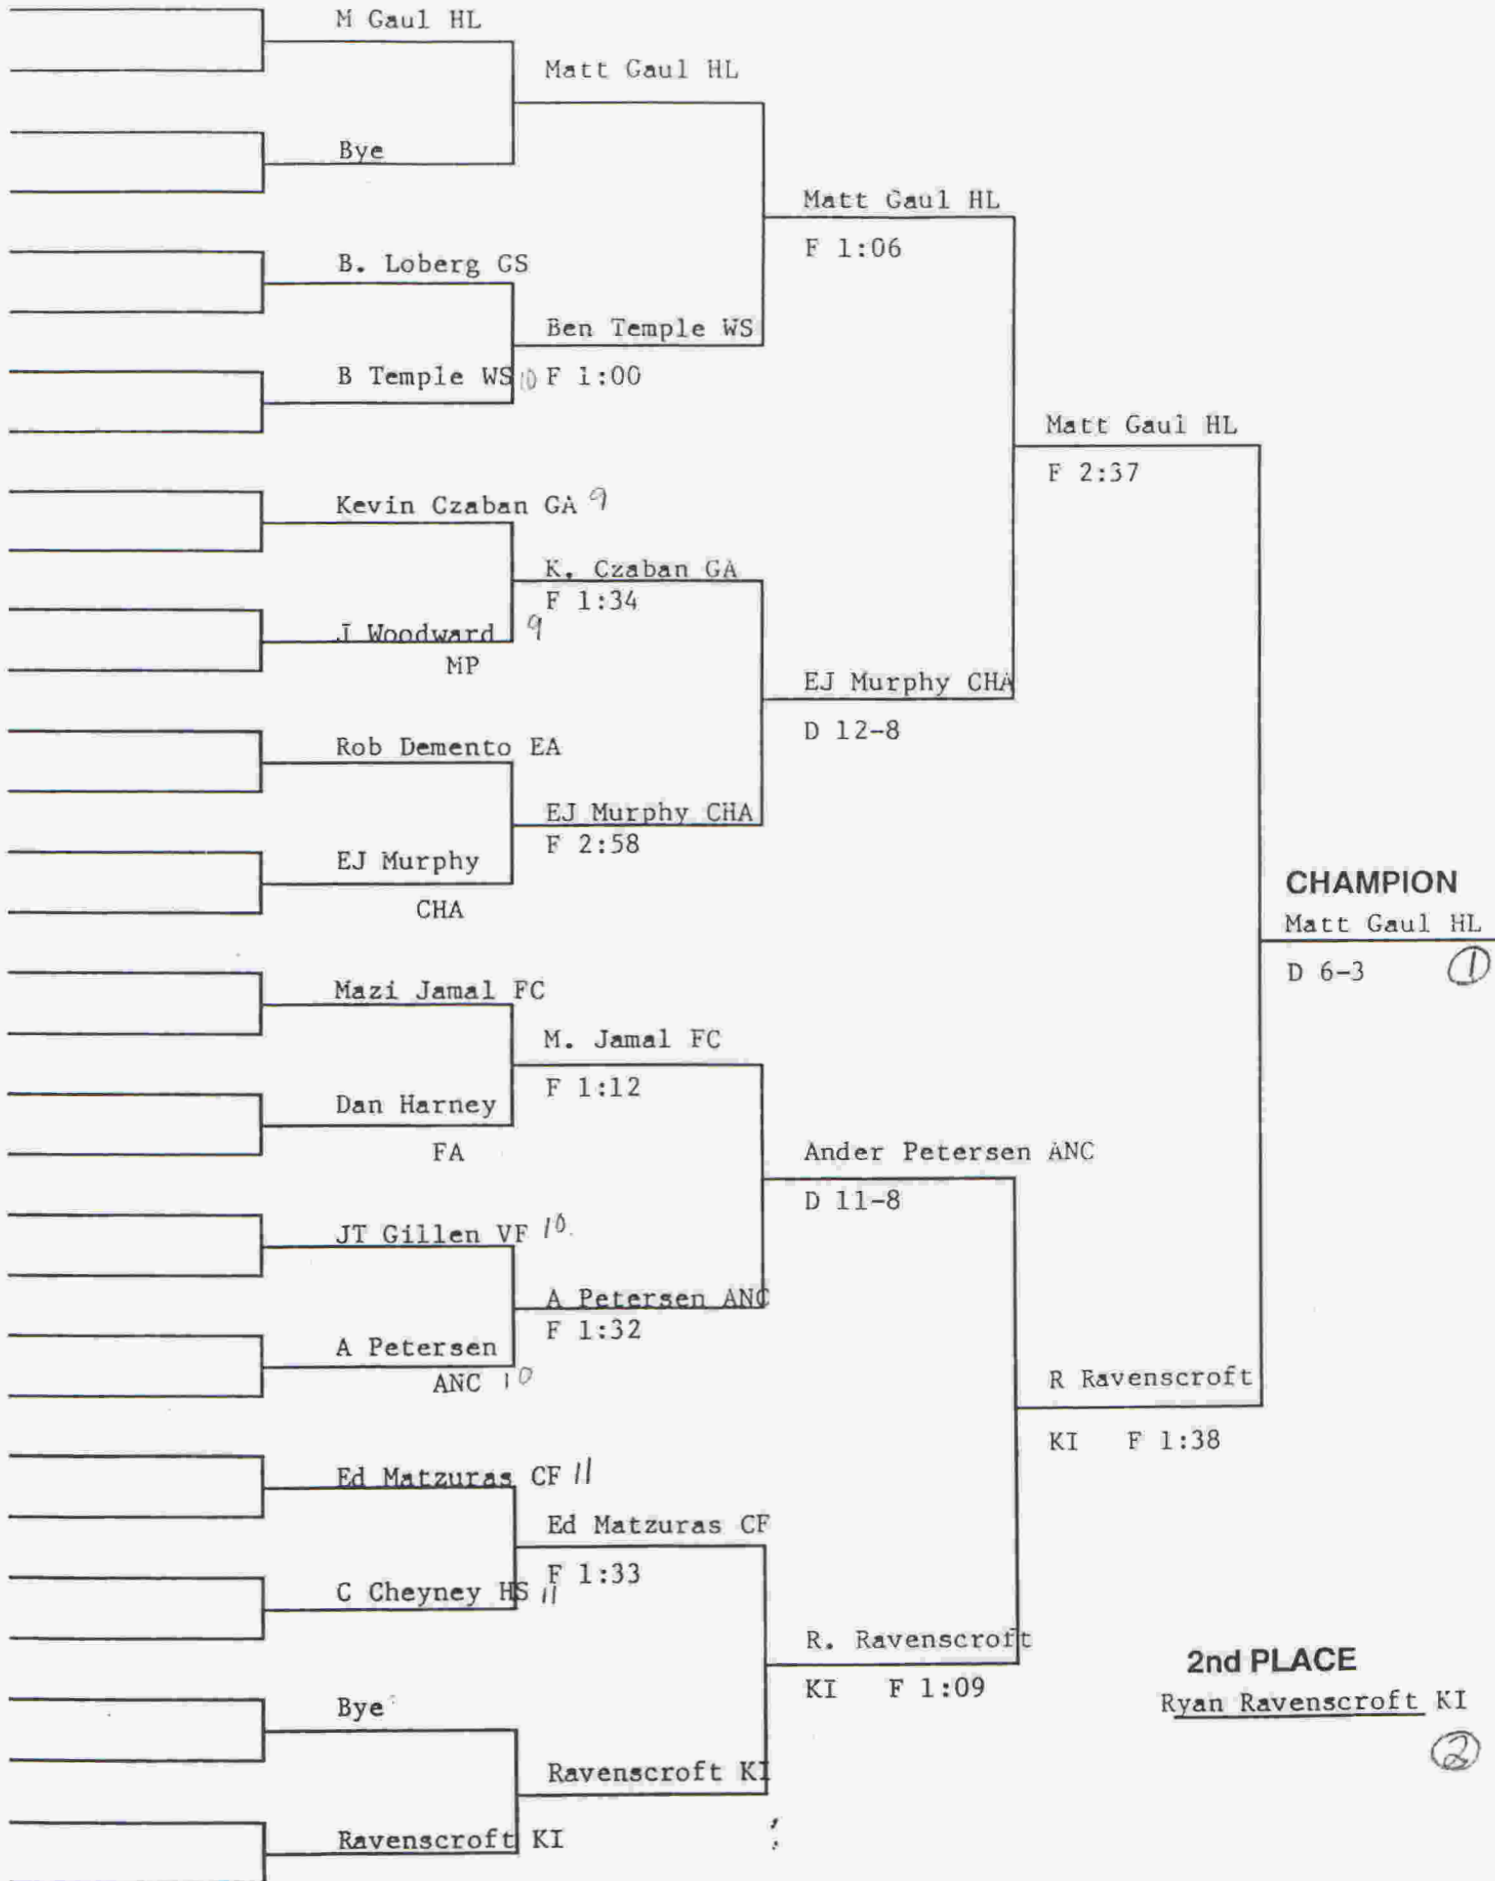 M Gaul HL
Matt Gaul HL
Bye
Matt Gaul HL
F 1:06
B. Loberg GS
Ben Temple WS
B Temple WS 10 F 1:00
Matt Gaul HL
F 2:37
Kevin Czaban GA 9
K. Czaban GA
F 1:34
J Woodward 9
MP
EJ Murphy CHA
D 12-8
Rob Demento EA
EJ Murphy CHA
F 2:58
EJ Murphy
CHA
CHAMPION
Matt Gaul HL
D 6-3 1
Mazi Jamal FC
M. Jamal FC
F 1:12
Dan Harney
FA
Ander Petersen ANC
D 11-8
JT Gillen VF 10
A Petersen ANC
F 1:32
A Petersen
ANC 10
R Ravenscroft
KI F 1:38
Ed Matzuras CF 11
Ed Matzuras CF
F 1:33
C Cheyney HS 11
R. Ravenscroft
KI F 1:09
2nd PLACE
Ryan Ravenscroft KI
2
Bye
Ravenscroft KI
Ravenscroft KI